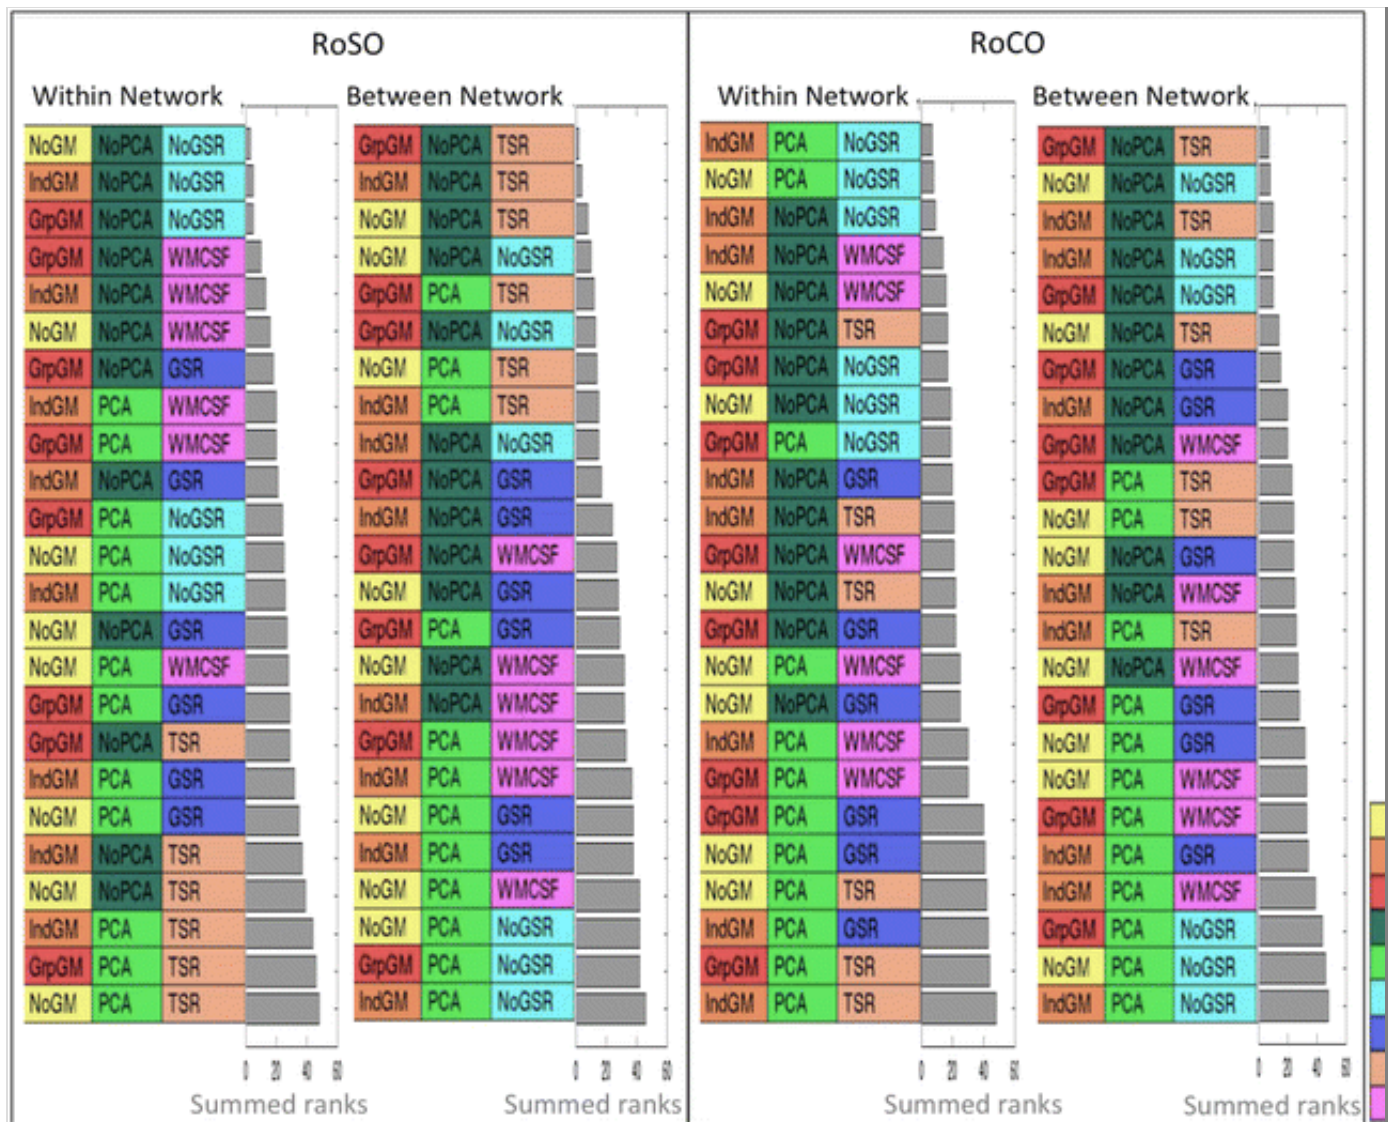 RoSO
RoCO
Within Network
Between Network
Within Network
Between Network
NoGM NoPCA NoGSR
IndGM NoPCA NoGSR
GrpGM NoPCA NoGSR
GrpGM NoPCA WMCSF
IndGM NoPCA WMCSF
NoGM NoPCA WMCSF
GrpGM NoPCA GSR
IndGM PCA WMCSF
GrpGM PCA WMCSF
IndGM NoPCA GSR
GrpGM PCA NoGSR
NoGM PCA NoGSR
IndGM PCA NoGSR
NoGM NoPCA GSR
NoGM PCA WMCSF
GrpGM PCA GSR
GrpGM NoPCA TSR
IndGM PCA GSR
NoGM PCA GSR
IndGM NoPCA TSR
NoGM NoPCA TSR
IndGM PCA TSR
GrpGM PCA TSR
NoGM PCA TSR
0 20 40 60
Summed ranks
GrpGM NoPCA TSR
IndGM NoPCA TSR
NoGM NoPCA TSR
NoGM NoPCA NoGSR
GrpGM PCA TSR
GrpGM NoPCA NoGSR
NoGM PCA TSR
IndGM PCA TSR
IndGM NoPCA NoGSR
GrpGM NoPCA GSR
IndGM NoPCA GSR
GrpGM NoPCA WMCSF
NoGM NoPCA GSR
GrpGM PCA GSR
NoGM NoPCA WMCSF
IndGM NoPCA WMCSF
GrpGM PCA WMCSF
IndGM PCA WMCSF
NoGM PCA GSR
IndGM PCA GSR
NoGM PCA WMCSF
NoGM PCA NoGSR
GrpGM PCA NoGSR
IndGM PCA NoGSR
0 20 40 60
Summed ranks
IndGM PCA NoGSR
NoGM PCA NoGSR
IndGM NoPCA NoGSR
IndGM NoPCA WMCSF
NoGM NoPCA WMCSF
GrpGM NoPCA TSR
GrpGM NoPCA NoGSR
NoGM NoPCA NoGSR
GrpGM PCA NoGSR
IndGM NoPCA GSR
IndGM NoPCA TSR
GrpGM NoPCA WMCSF
NoGM NoPCA TSR
GrpGM NoPCA GSR
NoGM PCA WMCSF
NoGM NoPCA GSR
IndGM PCA WMCSF
GrpGM PCA WMCSF
GrpGM PCA GSR
NoGM PCA GSR
NoGM PCA TSR
IndGM PCA GSR
GrpGM PCA TSR
IndGM PCA TSR
0 20 40 60
Summed ranks
GrpGM NoPCA TSR
NoGM NoPCA NoGSR
IndGM NoPCA TSR
IndGM NoPCA NoGSR
GrpGM NoPCA NoGSR
NoGM NoPCA TSR
GrpGM NoPCA GSR
IndGM NoPCA GSR
GrpGM NoPCA WMCSF
GrpGM PCA TSR
NoGM PCA TSR
NoGM NoPCA GSR
IndGM NoPCA WMCSF
IndGM PCA TSR
NoGM NoPCA WMCSF
GrpGM PCA GSR
NoGM PCA GSR
NoGM PCA WMCSF
GrpGM PCA WMCSF
IndGM PCA GSR
IndGM PCA WMCSF
GrpGM PCA NoGSR
NoGM PCA NoGSR
IndGM PCA NoGSR
0 20 40 60
Summed ranks